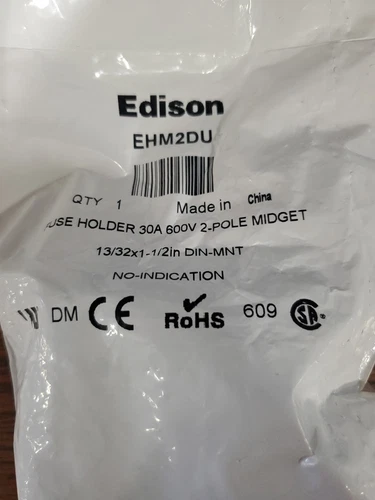 Edison
EHM2DU
QTY 1 Made in China
USE HOLDER 30A 600V 2-POLE MIDGET
13/32x1-1/2in DIN-MNT
NO-INDICATION
DM CE RoHS 609 SA